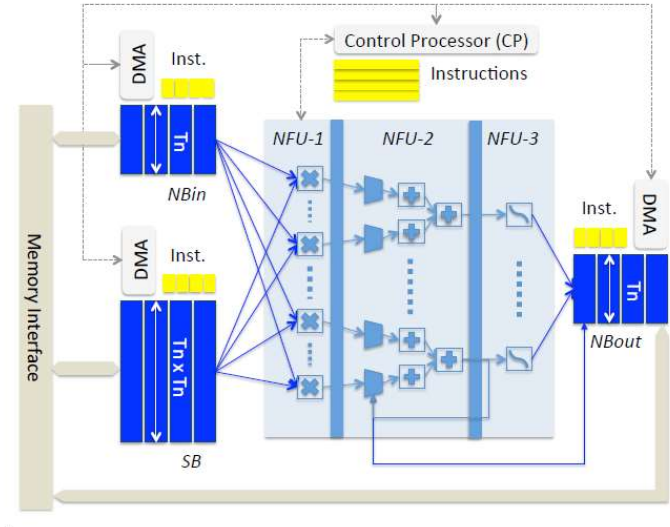 Control Processor (CP)
DMA
Inst.
Instructions
Tn
NBin
NFU-1
NFU-2
NFU-3
DMA
Inst.
Tn
NBout
DMA
Inst.
Tn x Tn
SB
Memory Interface